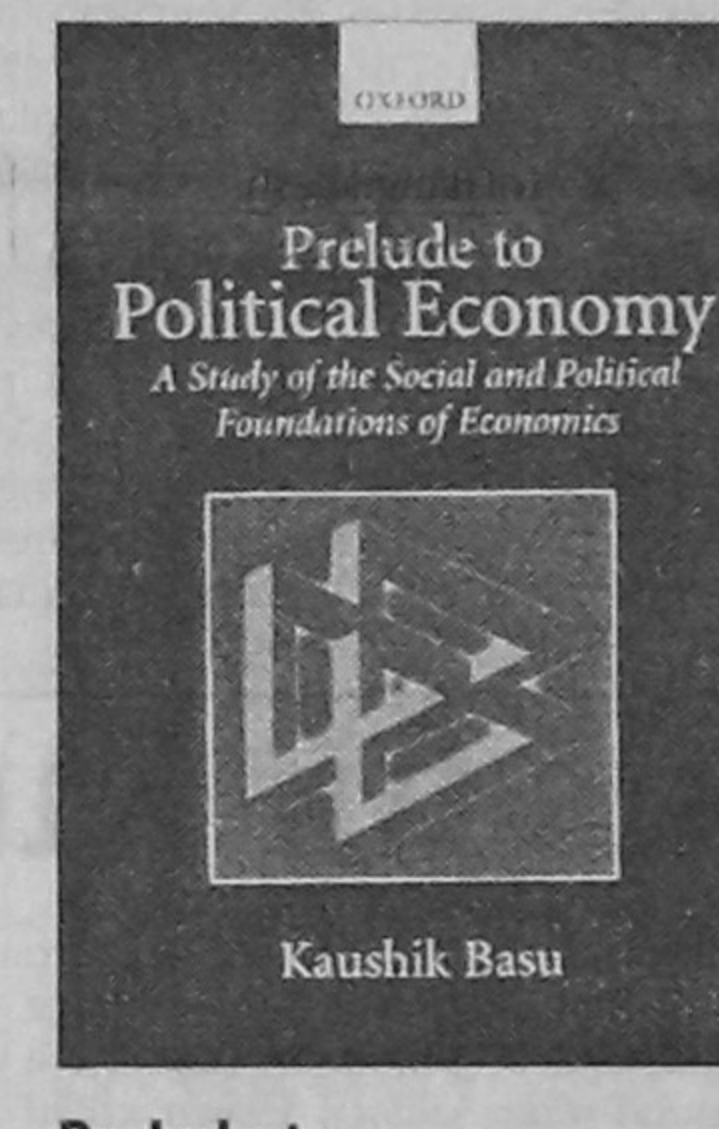 OXFORD
Prelude to
Political Economy
A Study of the Social and Political
Foundations of Economics
Kaushik Basu